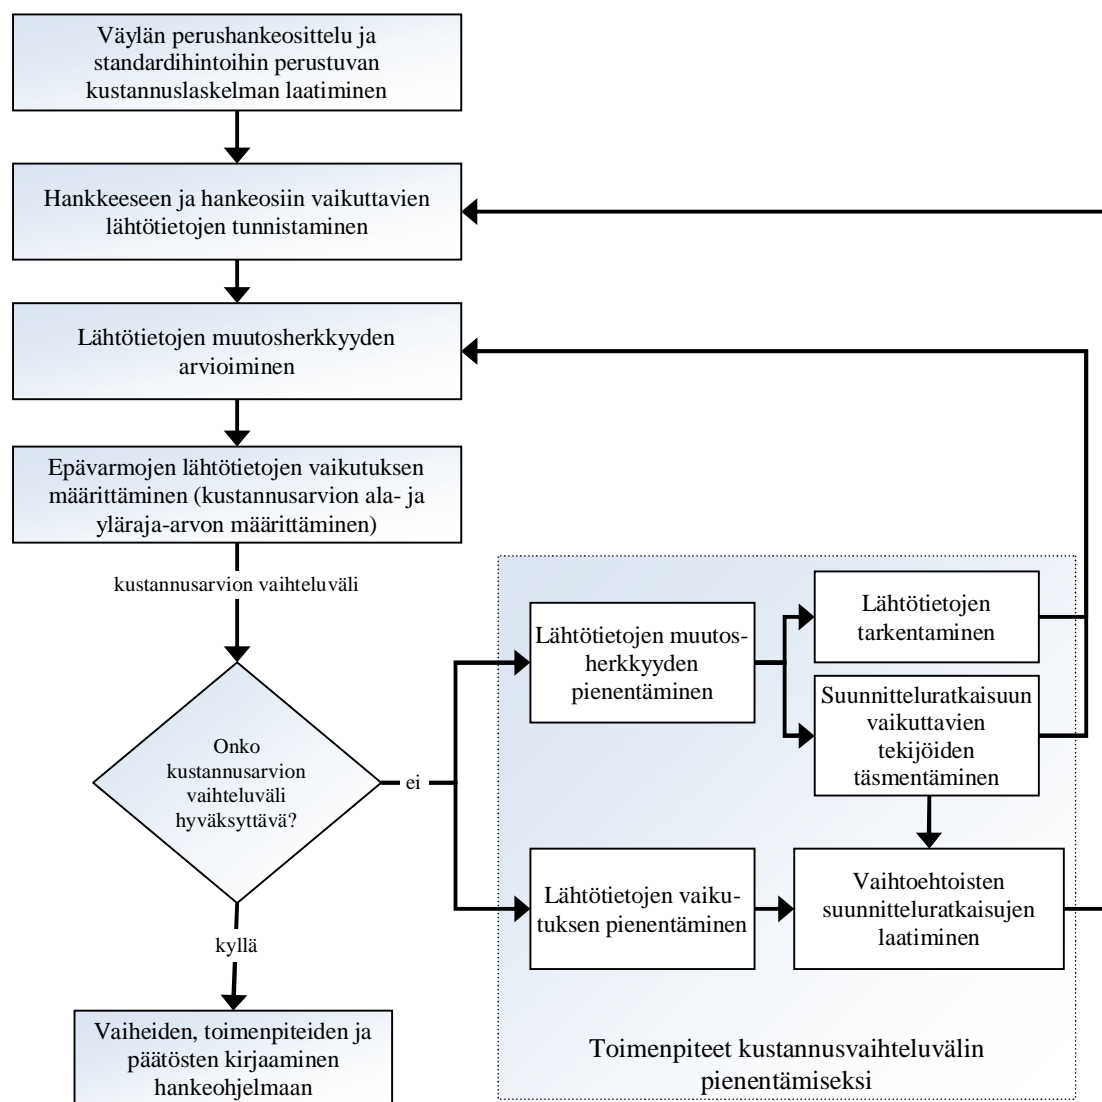 Väylän perushankeosittelu ja
standardihintoihin perustuvan
kustannuslaskelman laatiminen
Hankkeeseen ja hankeosiin vaikuttavien
lähtötietojen tunnistaminen
Lähtötietojen muutosherkkyyden
arvioiminen
Epävarmojen lähtötietojen vaikutuksen
määrittäminen (kustannusarvion ala- ja
yläraja-arvon määrittäminen)
kustannusarvion vaihteluväli
Onko
kustannusarvion
vaihteluväli
hyväksyttävä?
ei
kyllä
Vaiheiden, toimenpiteiden ja
päätösten kirjaaminen
hankeohjelmaan
Lähtötietojen muutos-
herkkyyden
pienentäminen
Lähtötietojen
tarkentaminen
Suunnitteluratkaisuun
vaikuttavien
tekijöiden
täsmentäminen
Lähtötietojen vaiku-
tuksen pienentäminen
Vaihtoehtoisten
suunnitteluratkaisujen
laatiminen
Toimenpiteet kustannusvaihteluvälin
pienentämiseksi